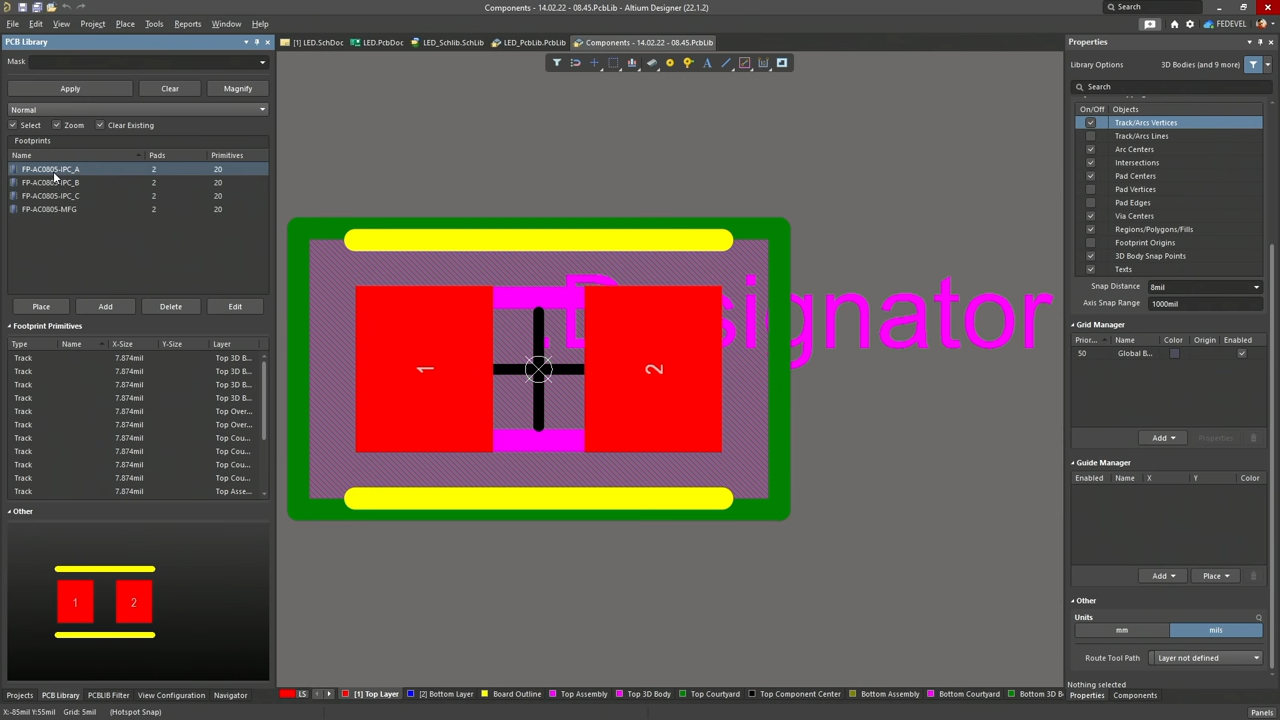 Components - 14.02.22 - 08.45.PcbLib - Altium Designer (22.1.2)
Search
File Edit View Project Place Tools Reports Window Help
FEDEVEL
PCB Library
[1] LED.SchDoc LED.PcbDoc LED_Schlib.SchLib LED_PcbLib.PcbLib Components - 14.02.22 - 08.45.PcbLib
Properties
Mask
Library Options 3D Bodies (and 9 more)
Apply Clear Magnify
Search
Normal
On/Off Objects
Select Zoom Clear Existing
Track/Arcs Vertices
Footprints
Track/Arcs Lines
Name Pads Primitives
Arc Centers
FP-AC0805-IPC_A 2 20
Intersections
FP-AC0805-IPC_B 2 20
Pad Centers
FP-AC0805-IPC_C 2 20
Pad Vertices
FP-AC0805-MFG 2 20
Pad Edges
Via Centers
Regions/Polygons/Fills
Footprint Origins
3D Body Snap Points
Texts
Snap Distance 8mil
Axis Snap Range 1000mil
Place Add Delete Edit
Footprint Primitives
Grid Manager
Type Name X-Size Y-Size Layer
Prior... Name Color Origin Enabled
Track 7.874mil Top 3D B...
50 Global B...
Track 7.874mil Top 3D B...
Track 7.874mil Top 3D B...
Track 7.874mil Top 3D B...
Track 7.874mil Top Over...
Track 7.874mil Top Over...
Track 7.874mil Top Cou...
Track 7.874mil Top Cou...
Track 7.874mil Top Cou...
Track 7.874mil Top Cou...
Track 7.874mil Top Asse...
1 2
Add Properties
Guide Manager
Enabled Name X Y Color
Add Place
Other
1 2
Other
Units
mm mils
Route Tool Path Layer not defined
Nothing selected
Projects PCB Library PCBLIB Filter View Configuration Navigator
LS [1] Top Layer [2] Bottom Layer Board Outline Top Assembly Top 3D Body Top Courtyard Top Component Center Bottom Assembly Bottom Courtyard Bottom 3D B
Properties Components
X:-85mil Y:55mil Grid: 5mil (Hotspot Snap)
Panels